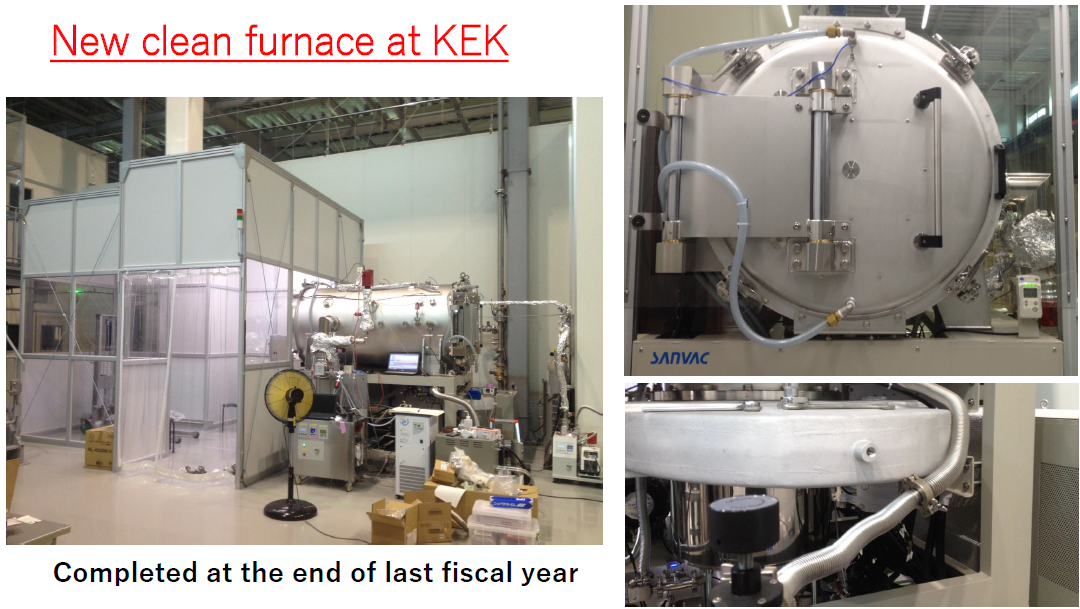 New clean furnace at KEK
SANVAC
Completed at the end of last fiscal year